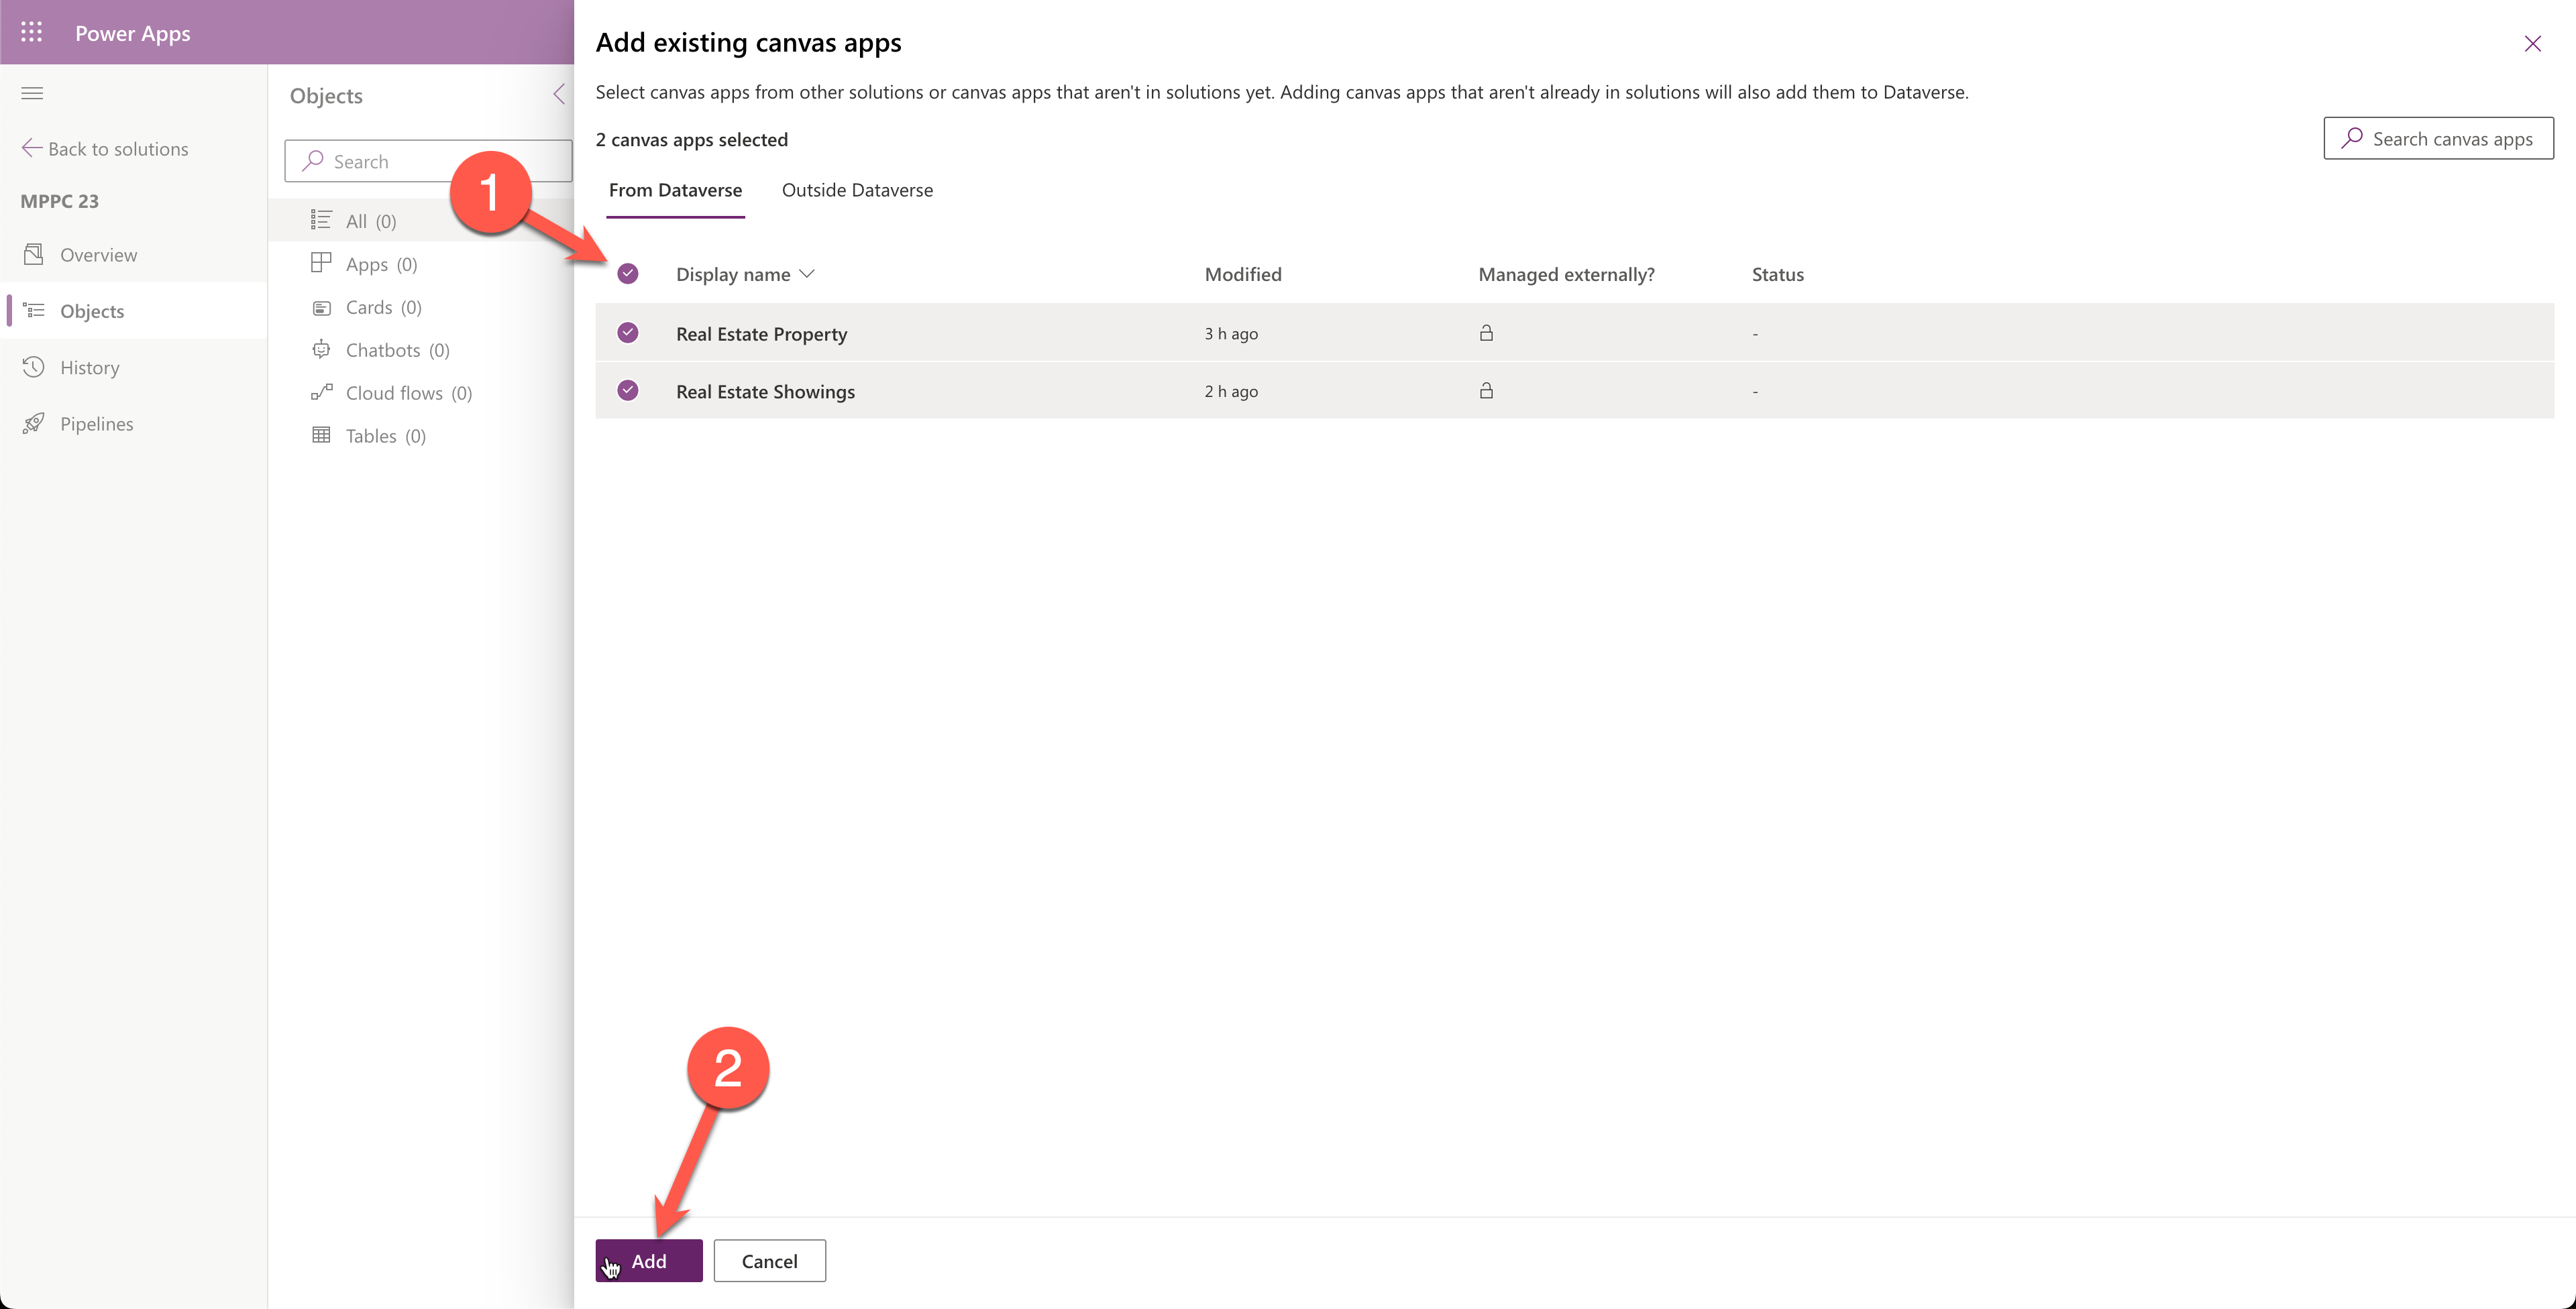 Power Apps
Back to solutions
MPPC 23
Overview
Objects
History
Pipelines
Objects
Search
All (0)
Apps (0)
Cards (0)
Chatbots (0)
Cloud flows (0)
Tables (0)
Add existing canvas apps
Select canvas apps from other solutions or canvas apps that aren't in solutions yet. Adding canvas apps that aren't already in solutions will also add them to Dataverse.
2 canvas apps selected
Search canvas apps
From Dataverse Outside Dataverse
1
Display name Modified Managed externally? Status
Real Estate Property 3 h ago -
Real Estate Showings 2 h ago -
2
Add Cancel